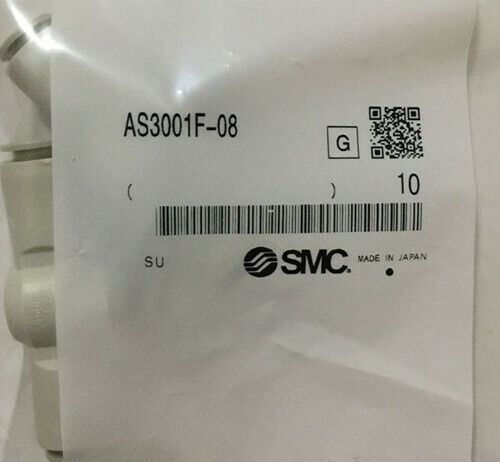 AS3001F-08
G
( ) 10
SU SMC. MADE IN JAPAN